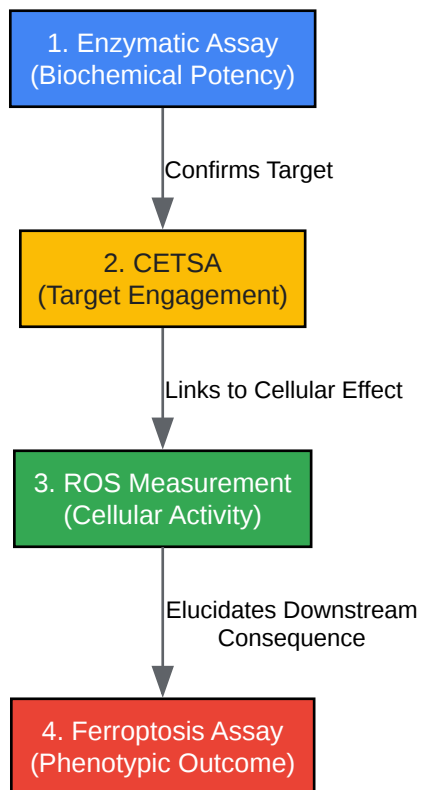 1. Enzymatic Assay
(Biochemical Potency)
Confirms Target
2. CETSA
(Target Engagement)
Links to Cellular Effect
3. ROS Measurement
(Cellular Activity)
Elucidates Downstream
Consequence
4. Ferroptosis Assay
(Phenotypic Outcome)